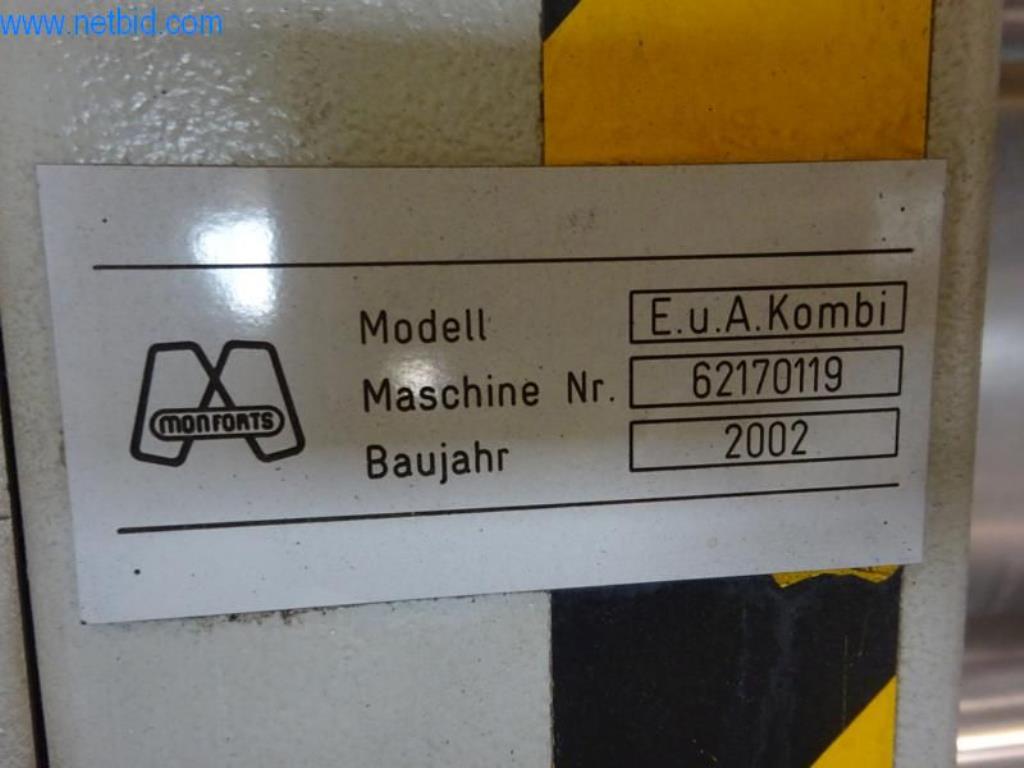 www.netbid.com
Modell E.u.A.Kombi
MONFORTS
Maschine Nr. 62170119
Baujahr 2002